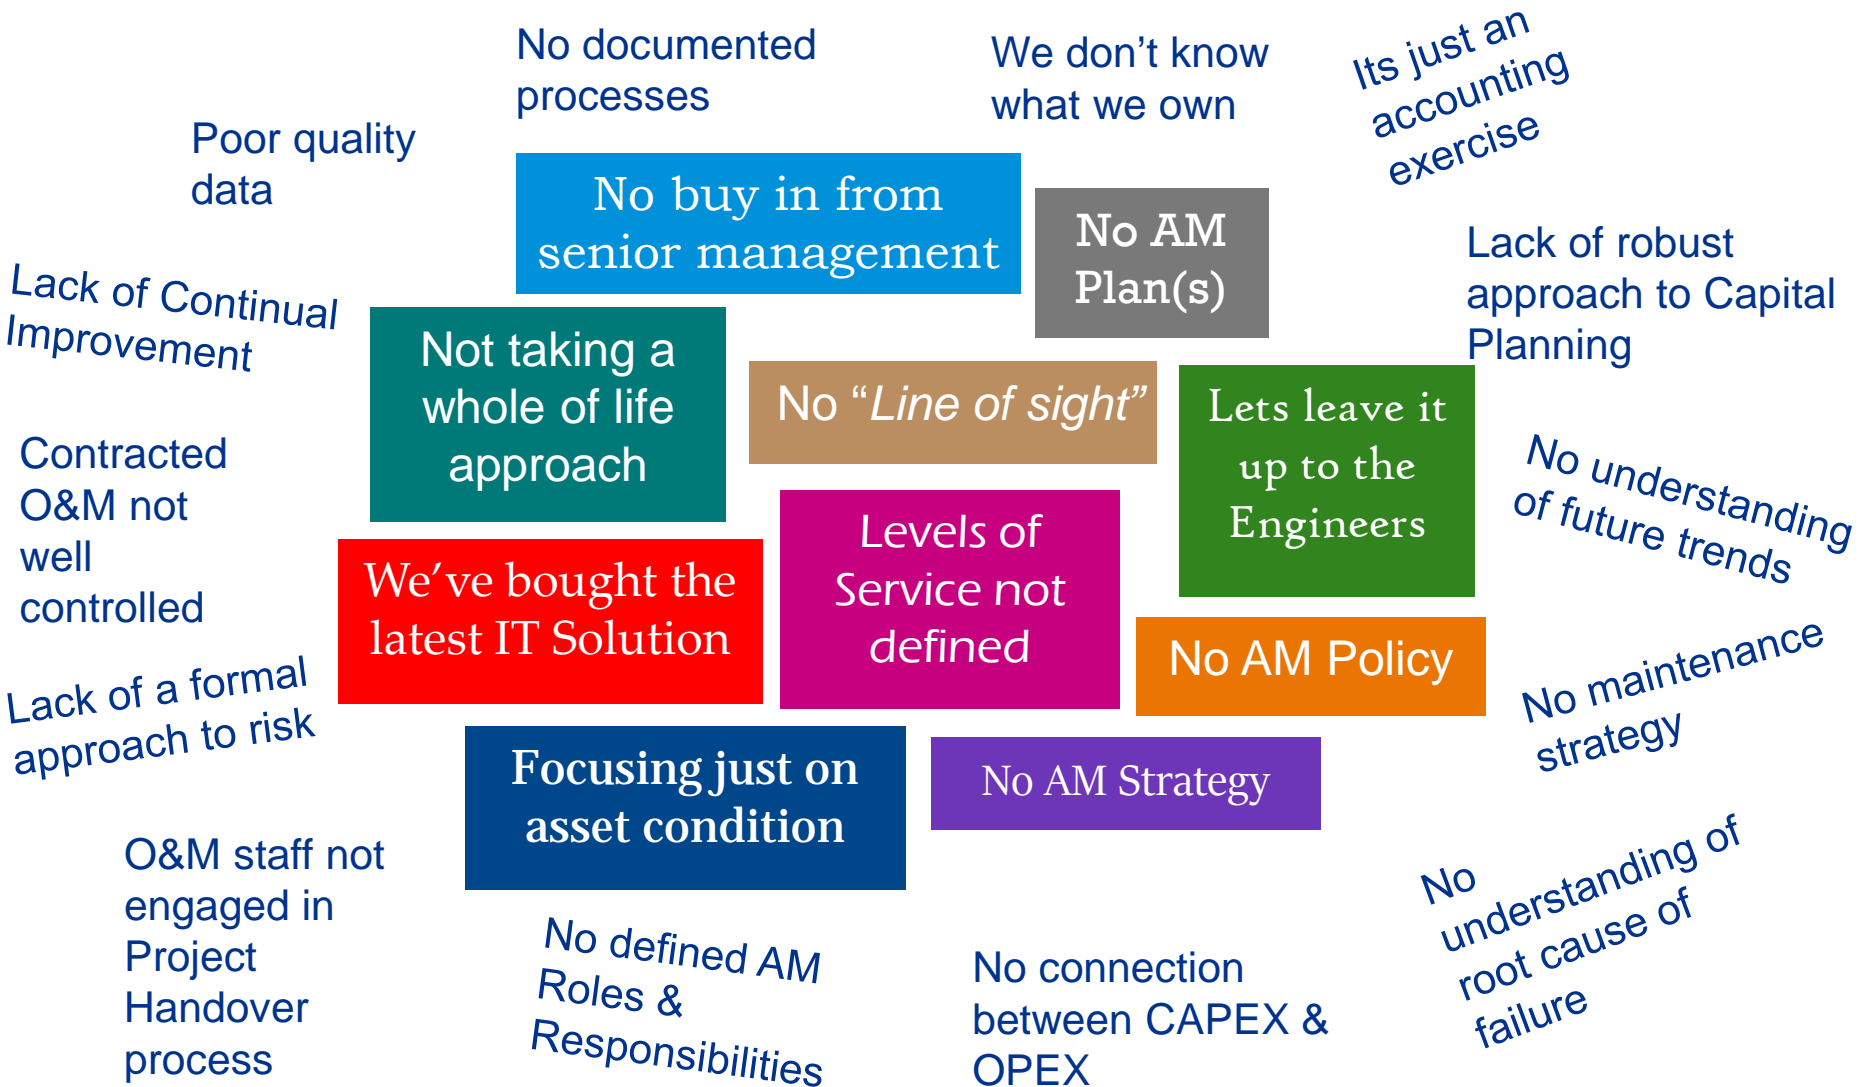 No documented
processes
We don’t know
what we own
Its just an
accounting
exercise
Poor quality
data
No buy in from
senior management
No AM
Plan(s)
Lack of robust
approach to Capital
Planning
Lack of Continual
Improvement
Not taking a
whole of life
approach
No “Line of sight”
Lets leave it
up to the
Engineers
Contracted
O&M not
well
controlled
No understanding
of future trends
Levels of
Service not
defined
We’ve bought the
latest IT Solution
No AM Policy
No maintenance
strategy
Lack of a formal
approach to risk
Focusing just on
asset condition
No AM Strategy
O&M staff not
engaged in
Project
Handover
process
No defined AM
Roles &
Responsibilities
No connection
between CAPEX &
OPEX
No
understanding of
root cause of
failure